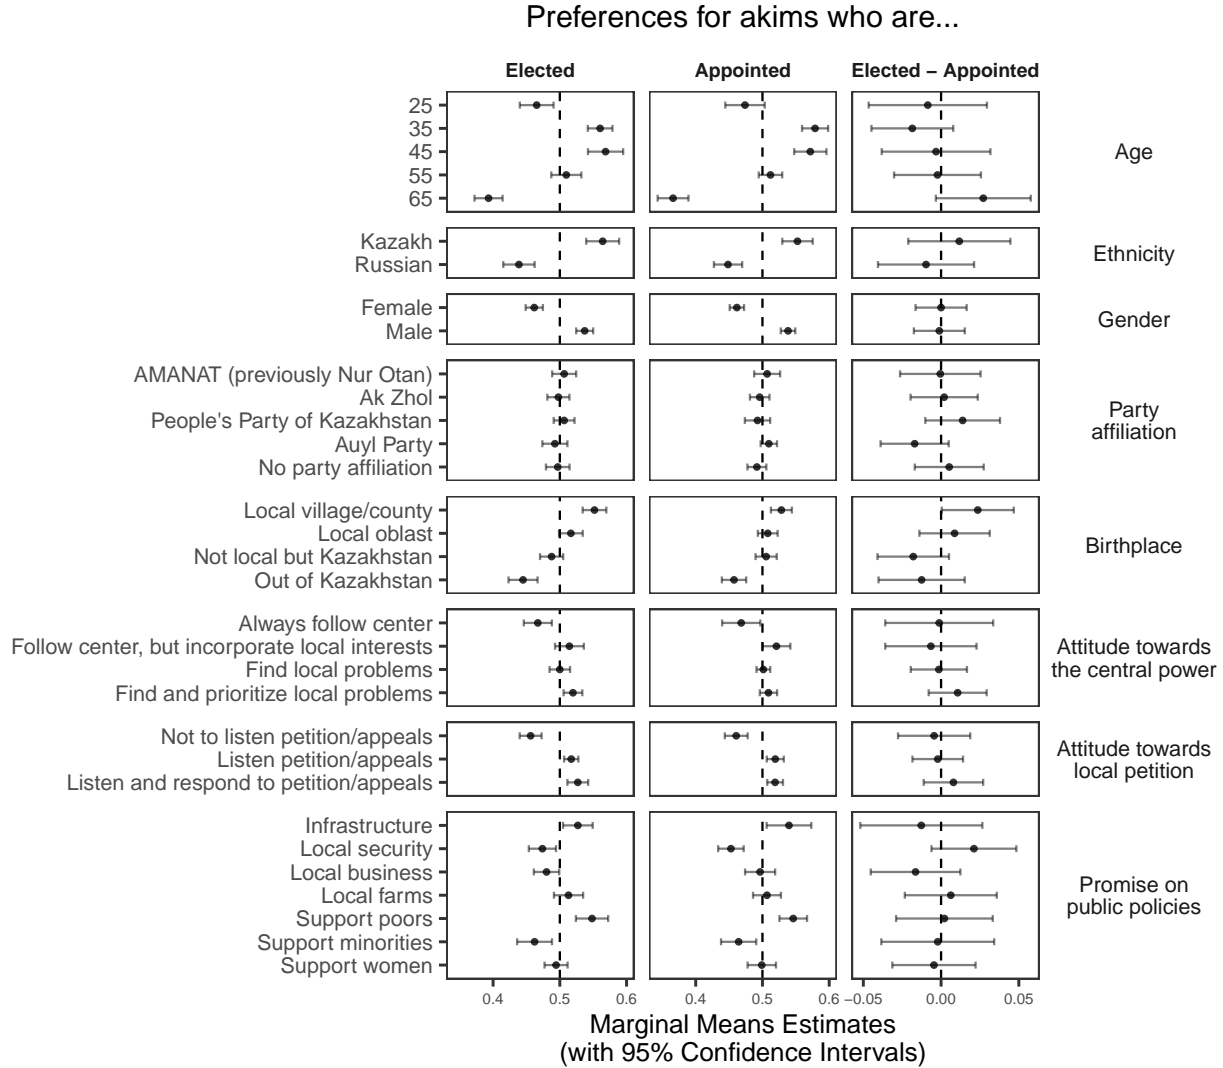 Preferences for akims who are...
Elected
Appointed
Elected − Appointed
25
35
45
55
65
Age
Kazakh
Russian
Ethnicity
Female
Male
Gender
AMANAT (previously Nur Otan)
Ak Zhol
People's Party of Kazakhstan
Auyl Party
No party affiliation
Party
affiliation
Local village/county
Local oblast
Not local but Kazakhstan
Out of Kazakhstan
Birthplace
Always follow center
Follow center, but incorporate local interests
Find local problems
Find and prioritize local problems
Attitude towards
the central power
Not to listen petition/appeals
Listen petition/appeals
Listen and respond to petition/appeals
Attitude towards
local petition
Infrastructure
Local security
Local business
Local farms
Support poors
Support minorities
Support women
Promise on
public policies
0.4 0.5 0.6 0.4 0.5 0.6 −0.05 0.00 0.05
Marginal Means Estimates
(with 95% Confidence Intervals)